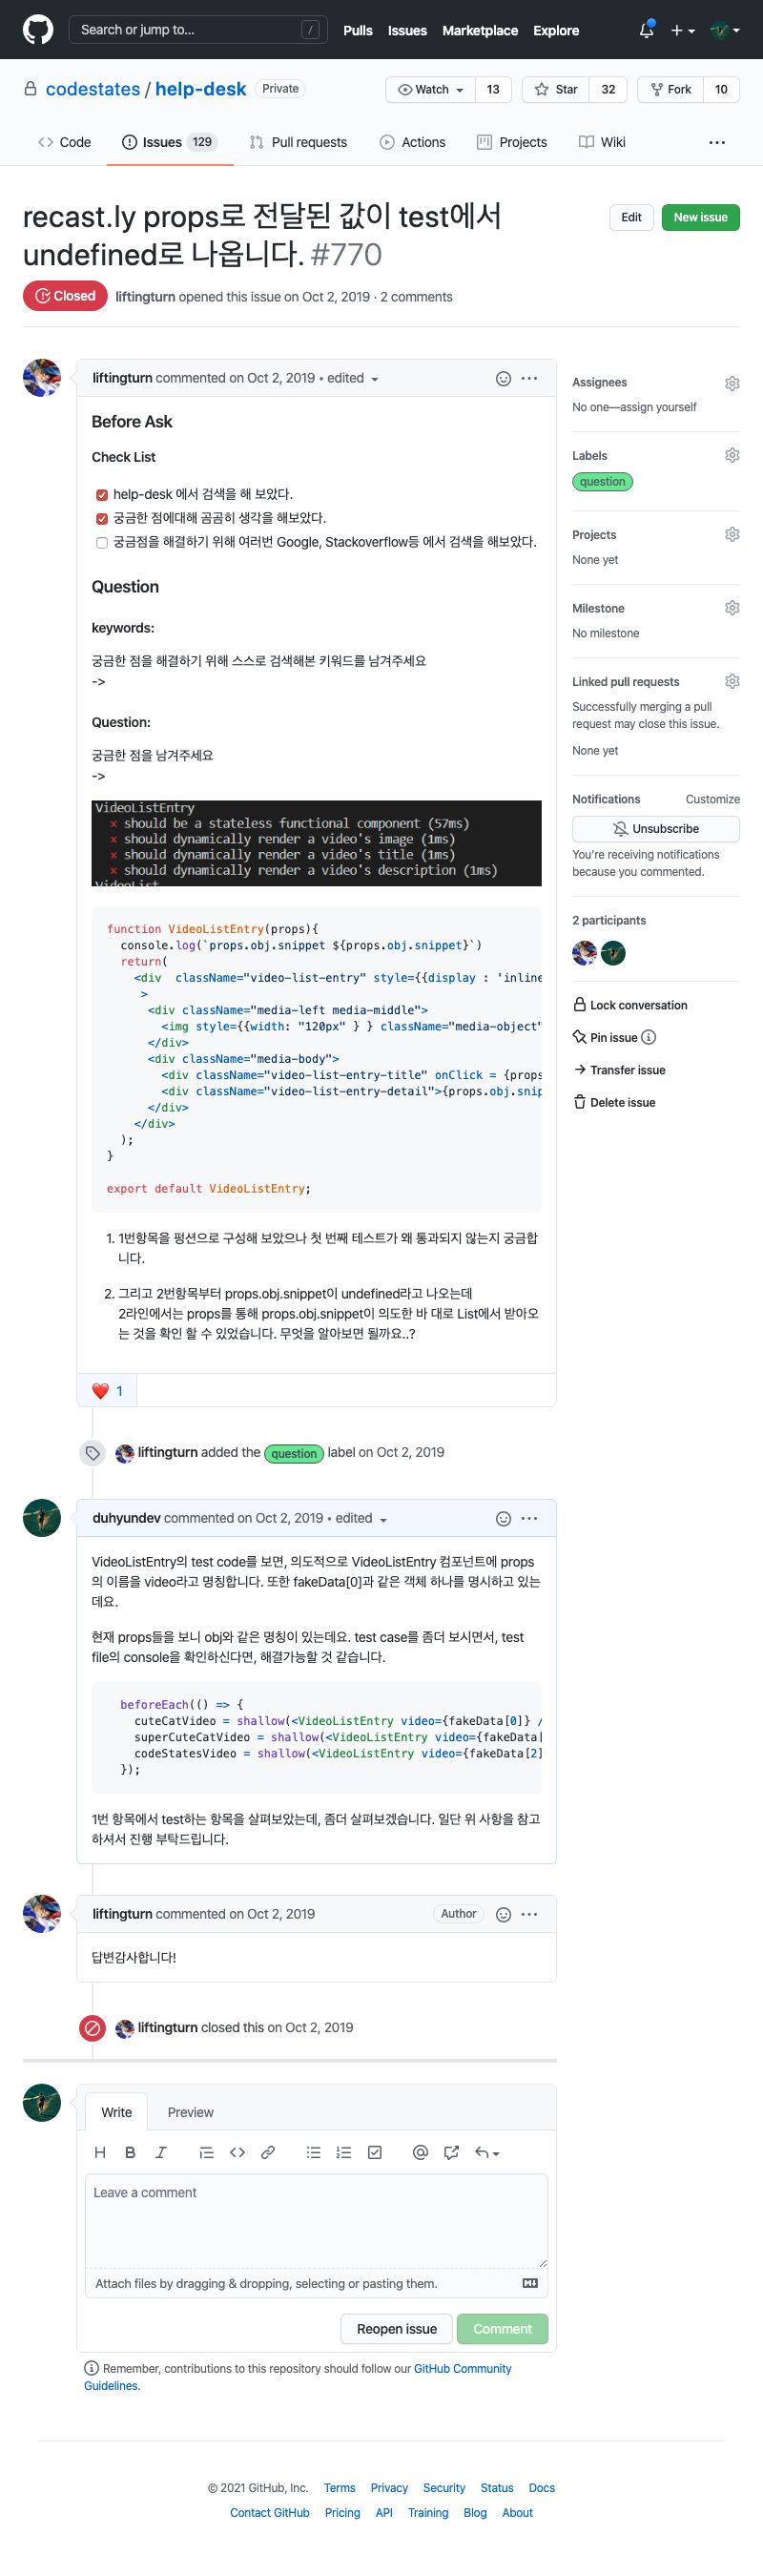 Search or jump to...
/
Pulls Issues Marketplace Explore
codestates / help-desk Private
Watch 13 Star 32 Fork 10
Code Issues 129 Pull requests Actions Projects Wiki
recast.ly props로 전달된 값이 test에서
undefined로 나옵니다. #770
Edit New issue
Closed liftingturn opened this issue on Oct 2, 2019 · 2 comments
liftingturn commented on Oct 2, 2019 • edited
Before Ask
Check List
help-desk 에서 검색을 해 보았다.
궁금한 점에대해 곰곰히 생각을 해보았다.
궁금점을 해결하기 위해 여러번 Google, Stackoverflow등 에서 검색을 해보았다.
Question
keywords:
궁금한 점을 해결하기 위해 스스로 검색해본 키워드를 남겨주세요
->
Question:
궁금한 점을 남겨주세요
->
VideoListEntry
× should be a stateless functional component (57ms)
× should dynamically render a video's image (1ms)
× should dynamically render a video's title (1ms)
× should dynamically render a video's description (1ms)
VideoList
function VideoListEntry(props){
console.log(`props.obj.snippet ${props.obj.snippet}`)
return(
<div  className="video-list-entry" style={{display : 'inline
>
<div className="media-left media-middle">
<img style={{width: "120px" } } className="media-object"
</div>
<div className="media-body">
<div className="video-list-entry-title" onClick = {props
<div className="video-list-entry-detail">{props.obj.snip
</div>
</div>
);
}
export default VideoListEntry;
1. 1번항목을 펑션으로 구성해 보았으나 첫 번째 테스트가 왜 통과되지 않는지 궁금합
니다.
2. 그리고 2번항목부터 props.obj.snippet이 undefined라고 나오는데
2라인에서는 props를 통해 props.obj.snippet이 의도한 바 대로 List에서 받아오
는 것을 확인 할 수 있었습니다. 무엇을 알아보면 될까요..?
❤️ 1
Assignees
No one—assign yourself
Labels
question
Projects
None yet
Milestone
No milestone
Linked pull requests
Successfully merging a pull
request may close this issue.
None yet
Notifications Customize
Unsubscribe
You're receiving notifications
because you commented.
2 participants
Lock conversation
Pin issue
Transfer issue
Delete issue
liftingturn added the question label on Oct 2, 2019
duhyundev commented on Oct 2, 2019 • edited
VideoListEntry의 test code를 보면, 의도적으로 VideoListEntry 컴포넌트에 props
의 이름을 video라고 명칭합니다. 또한 fakeData[0]과 같은 객체 하나를 명시하고 있는
데요.
현재 props들을 보니 obj와 같은 명칭이 있는데요. test case를 좀더 보시면서, test
file의 console을 확인하신다면, 해결가능할 것 같습니다.
beforeEach(() => {
cuteCatVideo = shallow(<VideoListEntry video={fakeData[0]} /
superCuteCatVideo = shallow(<VideoListEntry video={fakeData[
codeStatesVideo = shallow(<VideoListEntry video={fakeData[2]
});
1번 항목에서 test하는 항목을 살펴보았는데, 좀더 살펴보겠습니다. 일단 위 사항을 참고
하셔서 진행 부탁드립니다.
liftingturn commented on Oct 2, 2019 Author
답변감사합니다!
liftingturn closed this on Oct 2, 2019
Write Preview
Leave a comment
Attach files by dragging & dropping, selecting or pasting them.
Reopen issue Comment
Remember, contributions to this repository should follow our GitHub Community
Guidelines.
© 2021 GitHub, Inc. Terms Privacy Security Status Docs
Contact GitHub Pricing API Training Blog About